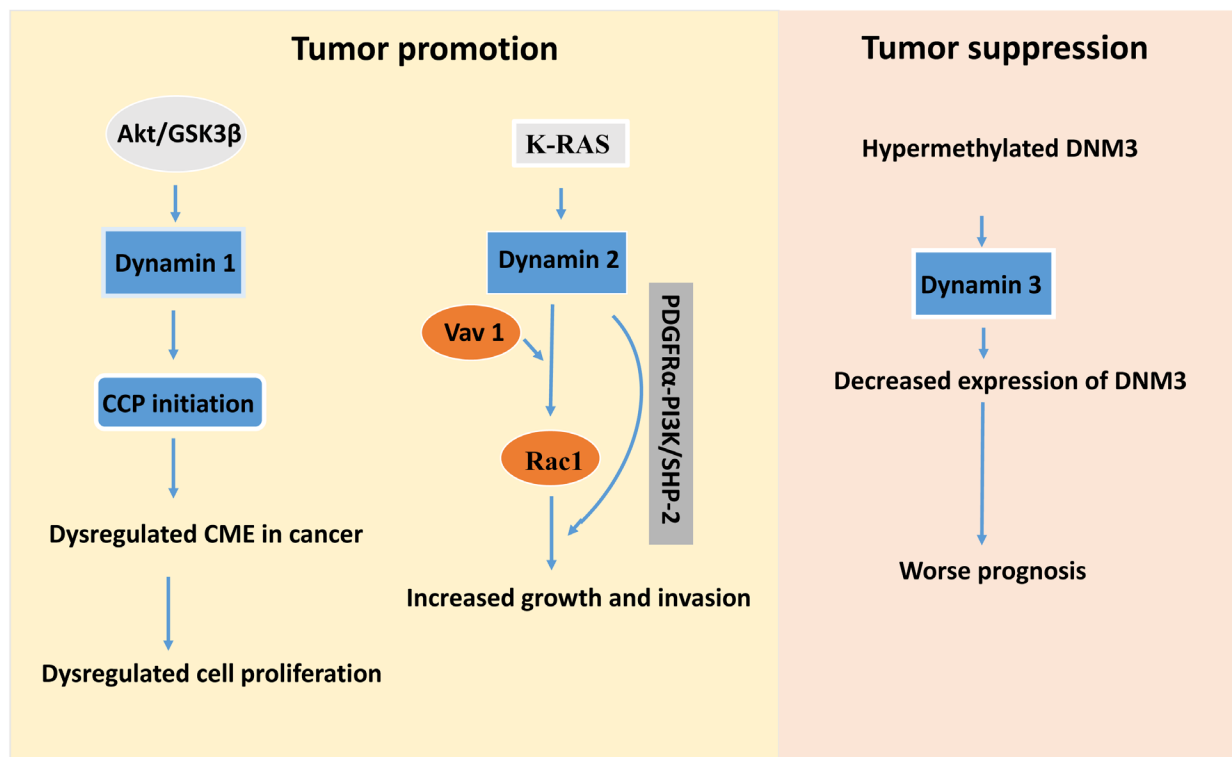 Tumor promotion
Akt/GSK3β
Dynamin 1
CCP initiation
Dysregulated CME in cancer
Dysregulated cell proliferation
K-RAS
Dynamin 2
Vav 1
Rac1
PDGFRα-PI3K/SHP-2
Increased growth and invasion
Tumor suppression
Hypermethylated DNM3
Dynamin 3
Decreased expression of DNM3
Worse prognosis